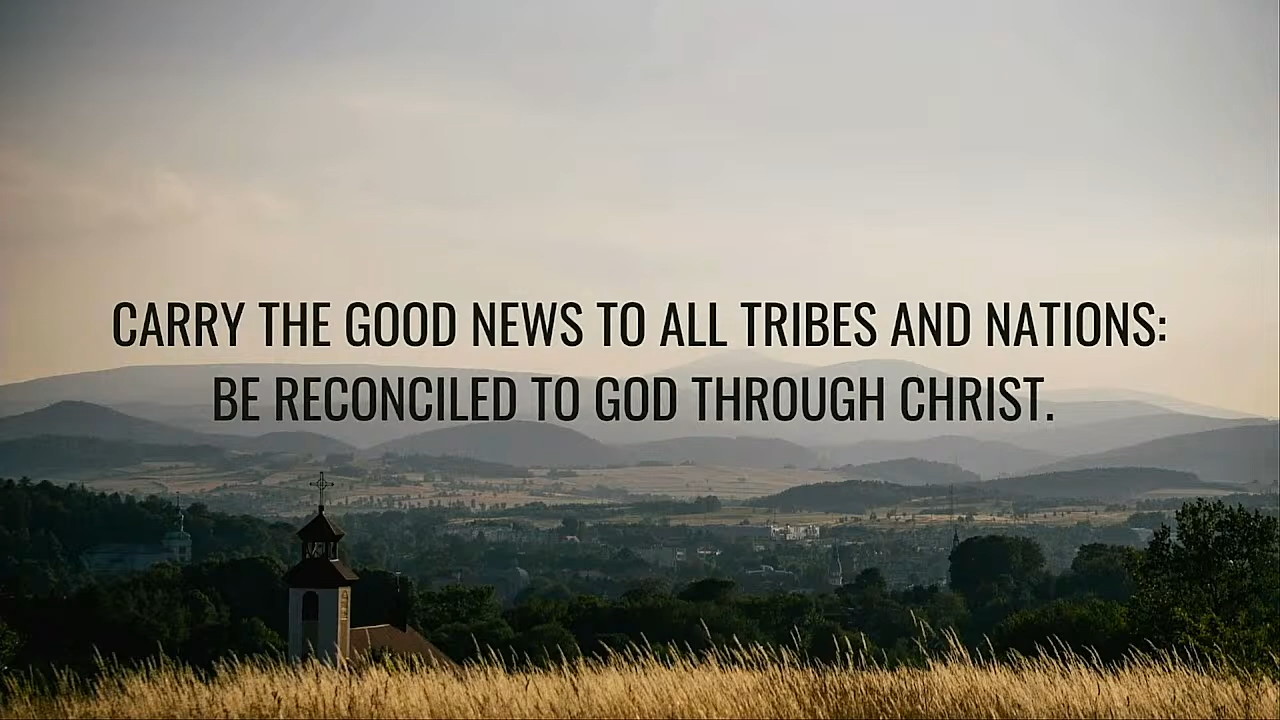 CARRY THE GOOD NEWS TO ALL TRIBES AND NATIONS:
BE RECONCILED TO GOD THROUGH CHRIST.